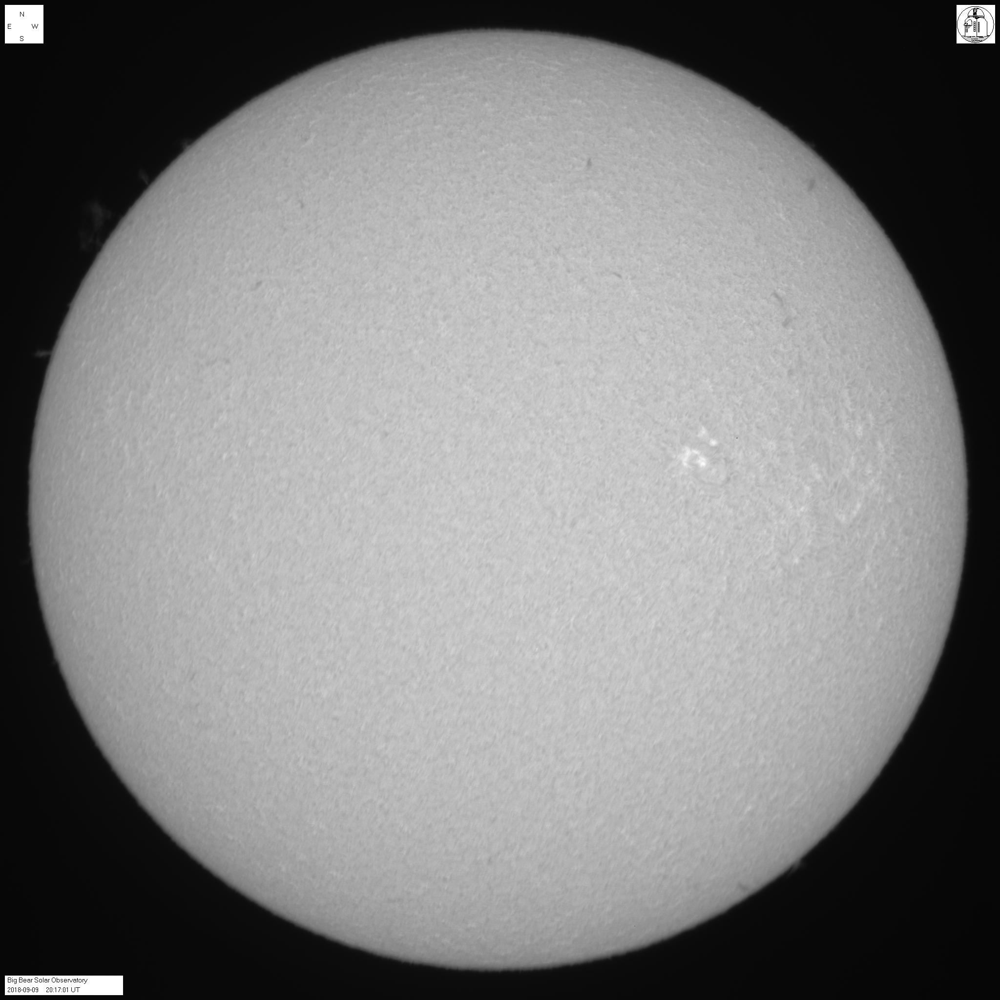 N
E W
S
Big Bear Solar Observatory
2018-09-09 20:17:01 UT